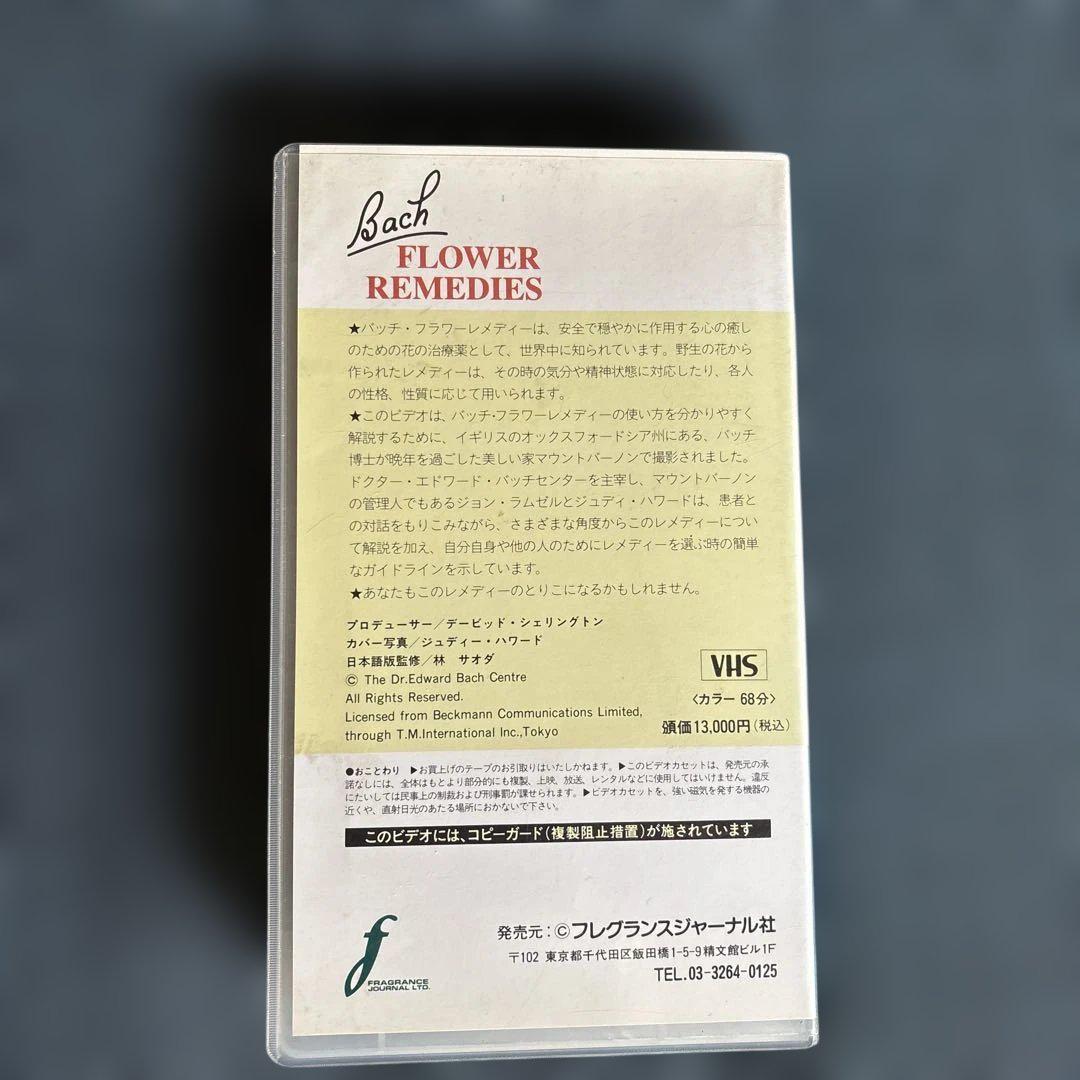 Bach
FLOWER
REMEDIES
★バッチ・フラワーレメディーは、安全で穏やかに作用する心の癒し
のための花の治療薬として、世界中に知られています。野生の花から
作られたレメディーは、その時の気分や精神状態に対応したり、各人
の性格、性質に応じて用いられます。
★このビデオは、バッチ・フラワーレメディーの使い方を分かりやすく
解説するために、イギリスのオックスフォードシア州にある、バッチ
博士が晩年を過ごした美しい家マウントバーノンで撮影されました。
ドクター・エドワード・バッチセンターを主宰し、マウントバーノン
の管理人でもあるジョン・ラムゼルとジュディ・ハワードは、患者と
の対話をもりこみながら、さまざまな角度からこのレメディーについ
て解説を加え、自分自身や他の人のためにレメディーを選ぶ時の簡単
なガイドラインを示しています。
★あなたもこのレメディーのとりこになるかもしれません。
プロデューサー/デービッド・シェリングトン
カバー写真/ジュディー・ハワード
日本語版監修/林 サオダ
© The Dr.Edward Bach Centre
All Rights Reserved.
Licensed from Beckmann Communications Limited,
through T.M.International Inc.,Tokyo
VHS
〈カラー 68分〉
頒価13,000円(税込)
●おことわり ▶お買上げのテープのお引取りはいたしかねます。▶このビデオカセットは、発売元の承
諾なしには、全体はもとより部分的にも複製、上映、放送、レンタルなどに使用してはいけません。違反
にたいしては民事上の制裁および刑事罰が課せられます。▶ビデオカセットを、強い磁気を発する機器の
近くや、直射日光のあたる場所におかないで下さい。
このビデオには、コピーガード(複製阻止措置)が施されています
f
FRAGRANCE
JOURNAL LTD.
発売元:©フレグランスジャーナル社
〒102 東京都千代田区飯田橋1-5-9精文館ビル1F
TEL.03-3264-0125